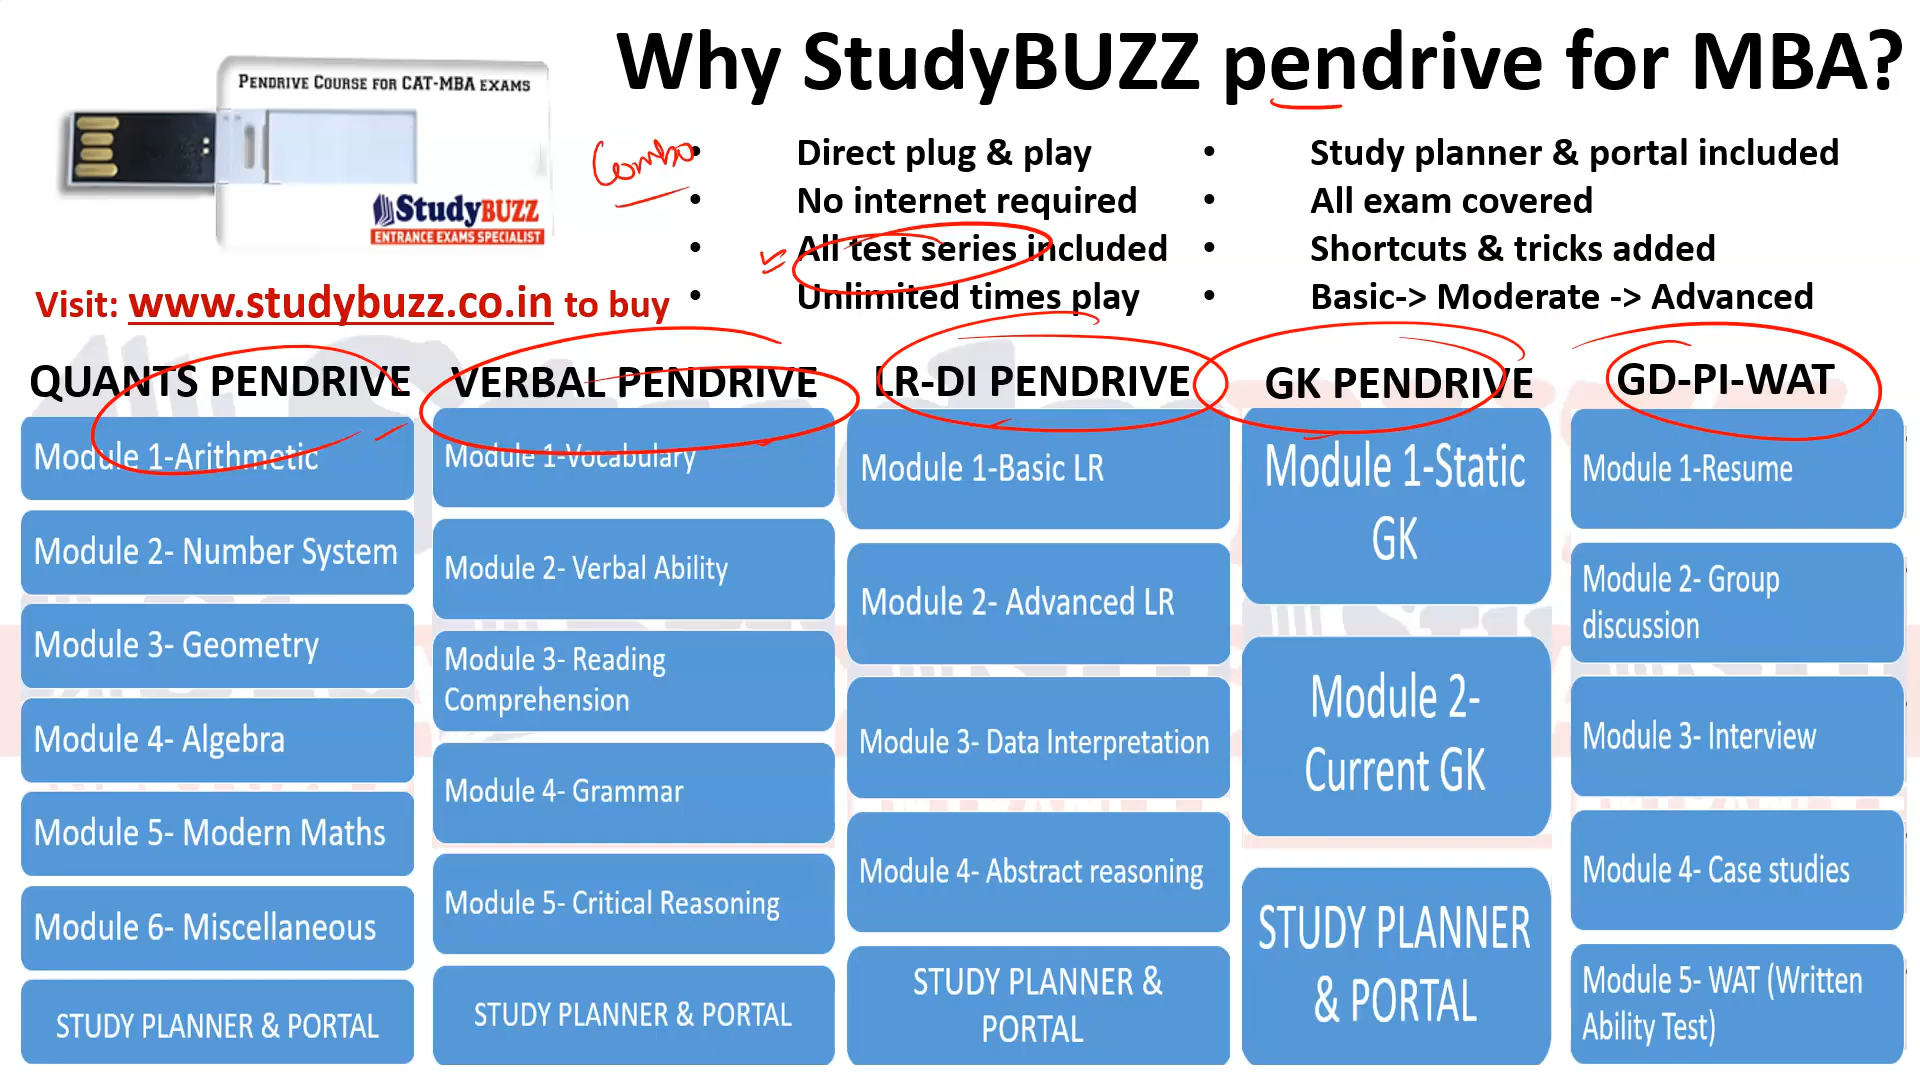 Why StudyBUZZ pendrive for MBA?
PENDRIVE COURSE FOR CAT-MBA EXAMS
StudyBUZZ
ENTRANCE EXAMS SPECIALIST
Visit: www.studybuzz.co.in to buy
Combo
• Direct plug & play
• No internet required
• All test series included
• Unlimited times play
• Study planner & portal included
• All exam covered
• Shortcuts & tricks added
• Basic-> Moderate -> Advanced
QUANTS PENDRIVE
Module 1-Arithmetic
Module 2- Number System
Module 3- Geometry
Module 4- Algebra
Module 5- Modern Maths
Module 6- Miscellaneous
STUDY PLANNER & PORTAL
VERBAL PENDRIVE
Module 1-Vocabulary
Module 2- Verbal Ability
Module 3- Reading
Comprehension
Module 4- Grammar
Module 5- Critical Reasoning
STUDY PLANNER & PORTAL
LR-DI PENDRIVE
Module 1-Basic LR
Module 2- Advanced LR
Module 3- Data Interpretation
Module 4- Abstract reasoning
STUDY PLANNER &
PORTAL
GK PENDRIVE
Module 1-Static
GK
Module 2-
Current GK
STUDY PLANNER
& PORTAL
GD-PI-WAT
Module 1-Resume
Module 2- Group
discussion
Module 3- Interview
Module 4- Case studies
Module 5- WAT (Written
Ability Test)